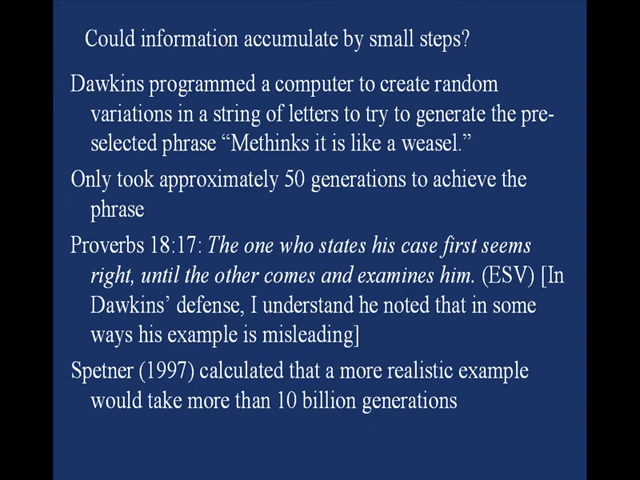 Could information accumulate by small steps?
Dawkins programmed a computer to create random
variations in a string of letters to try to generate the pre-
selected phrase “Methinks it is like a weasel.”
Only took approximately 50 generations to achieve the
phrase
Proverbs 18:17: The one who states his case first seems
right, until the other comes and examines him. (ESV) [In
Dawkins’ defense, I understand he noted that in some
ways his example is misleading]
Spetner (1997) calculated that a more realistic example
would take more than 10 billion generations